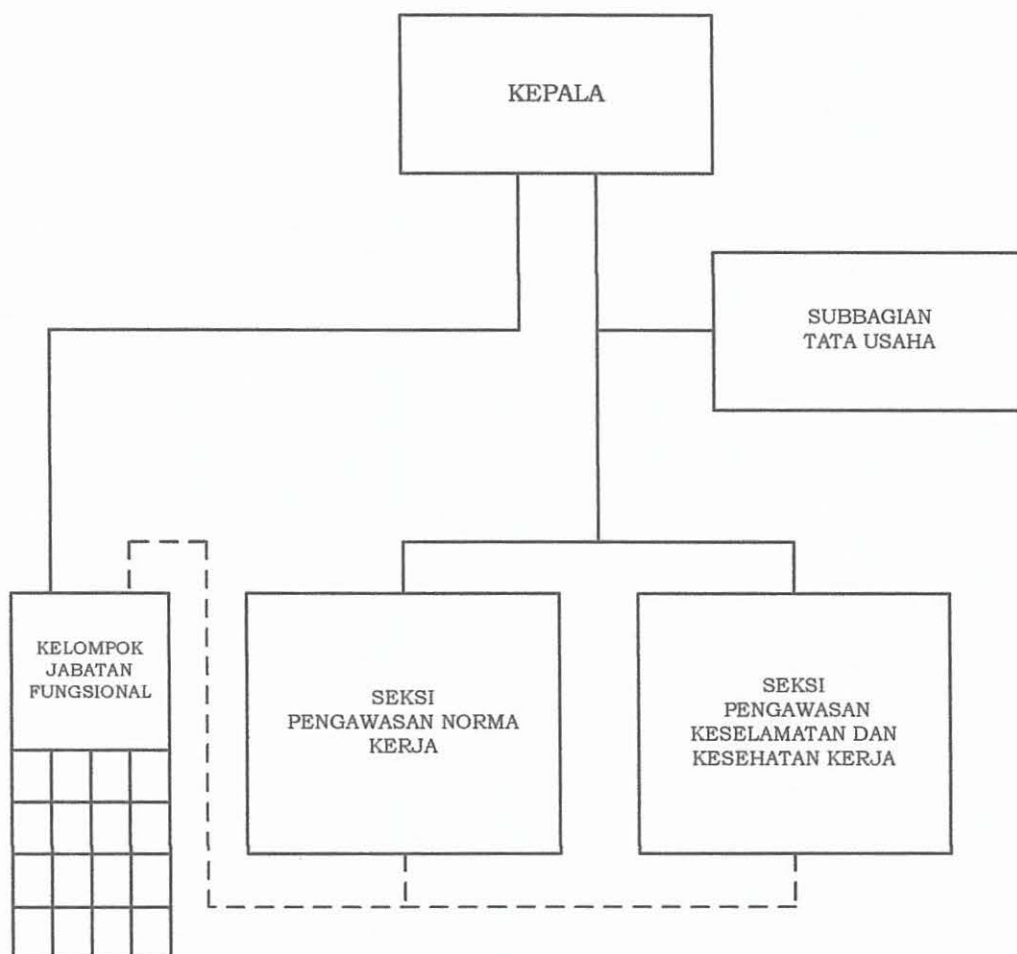 KEPALA
SUBBAGIAN
TATA USAHA
KELOMPOK
JABATAN
FUNGSIONAL
SEKSI
PENGAWASAN NORMA
KERJA
SEKSI
PENGAWASAN
KESELAMATAN DAN
KESEHATAN KERJA